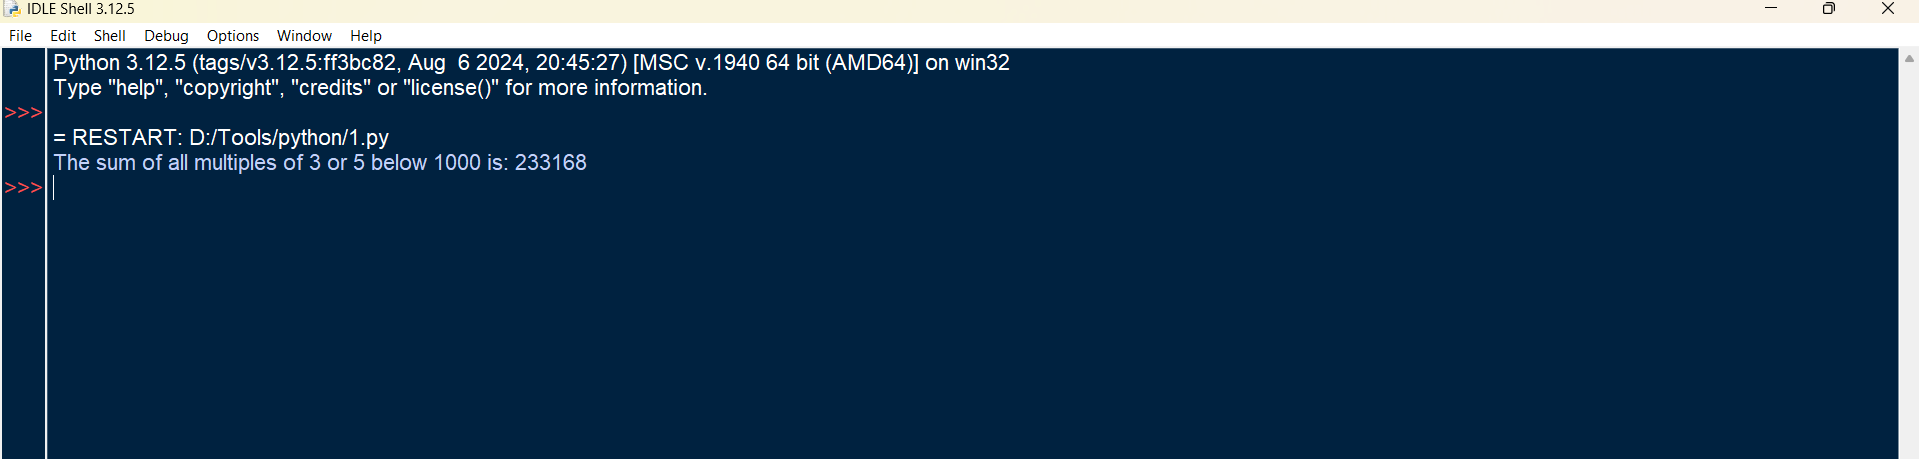 IDLE Shell 3.12.5
File Edit Shell Debug Options Window Help
Python 3.12.5 (tags/v3.12.5:ff3bc82, Aug  6 2024, 20:45:27) [MSC v.1940 64 bit (AMD64)] on win32
Type "help", "copyright", "credits" or "license()" for more information.
>>>
= RESTART: D:/Tools/python/1.py
The sum of all multiples of 3 or 5 below 1000 is: 233168
>>>